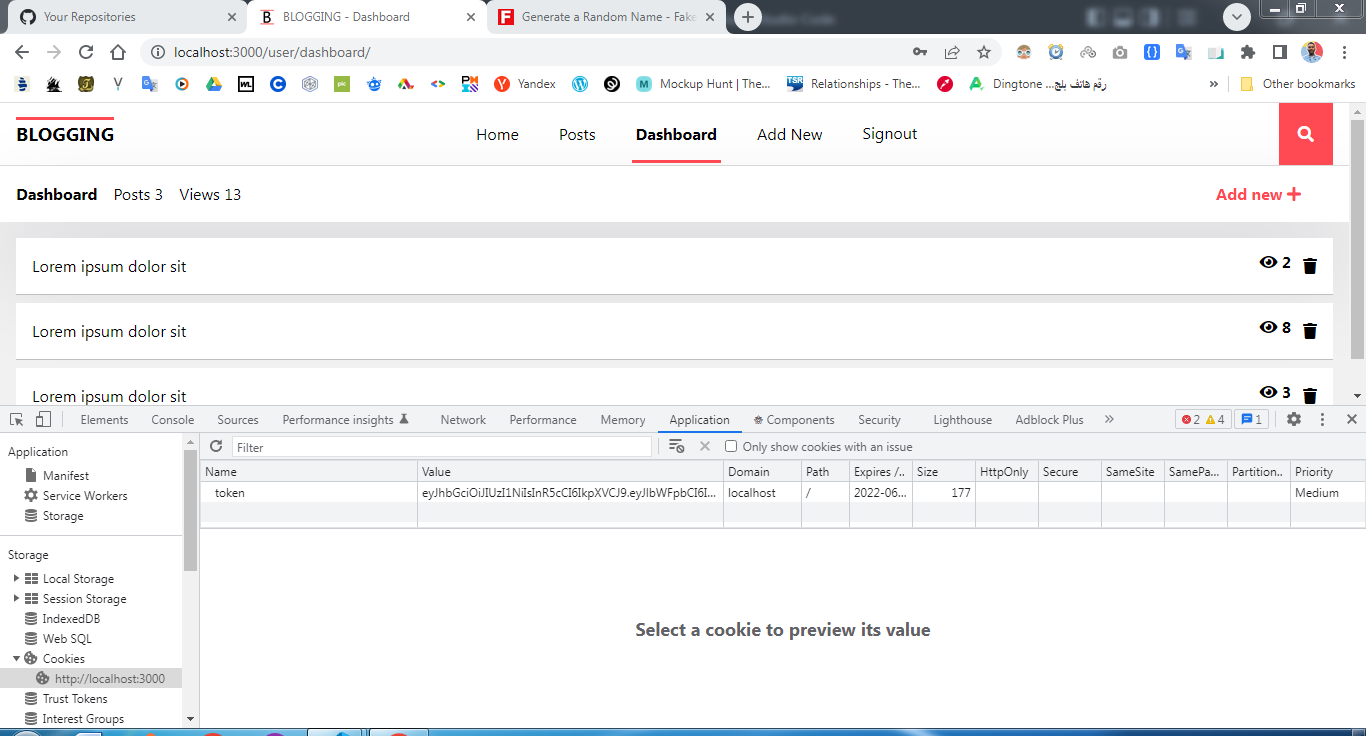 Your Repositories
BLOGGING - Dashboard
Generate a Random Name - Fake
localhost:3000/user/dashboard/
Yandex
Mockup Hunt | The...
Relationships - The...
Dingtone ...رقم هاتف بلج
Other bookmarks
BLOGGING
Home
Posts
Dashboard
Add New
Signout
Dashboard
Posts 3
Views 13
Add new
Lorem ipsum dolor sit
2
Lorem ipsum dolor sit
8
Lorem ipsum dolor sit
3
Elements
Console
Sources
Performance insights
Network
Performance
Memory
Application
Components
Security
Lighthouse
Adblock Plus
2
4
1
Application
Manifest
Service Workers
Storage
Storage
Local Storage
Session Storage
IndexedDB
Web SQL
Cookies
http://localhost:3000
Trust Tokens
Interest Groups
Filter
Only show cookies with an issue
Name Value Domain Path Expires /.. Size HttpOnly Secure SameSite SamePa... Partition.. Priority
token eyJhbGciOiJIUzI1NiIsInR5cCI6IkpXVCJ9.eyJlbWFpbCI6I... localhost / 2022-06... 177 Medium
Select a cookie to preview its value